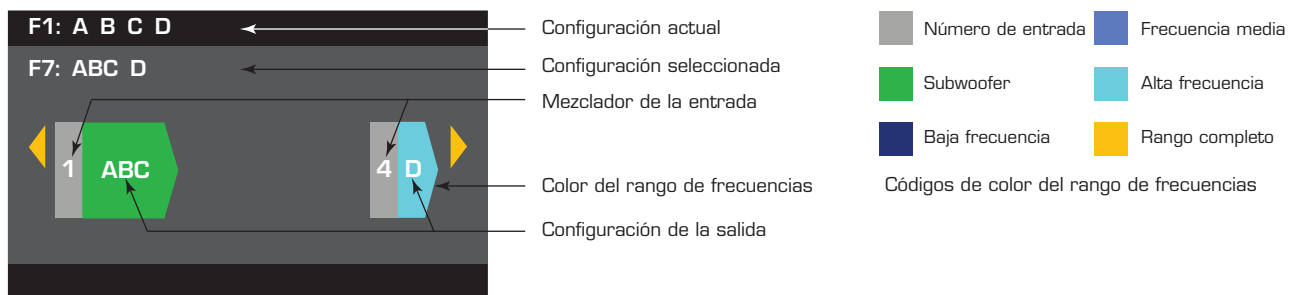 F1: A B C D
Configuración actual
F7: ABC D
Configuración seleccionada
Mezclador de la entrada
1 ABC
4 D
Color del rango de frecuencias
Configuración de la salida
Número de entrada
Frecuencia media
Subwoofer
Alta frecuencia
Baja frecuencia
Rango completo
Códigos de color del rango de frecuencias